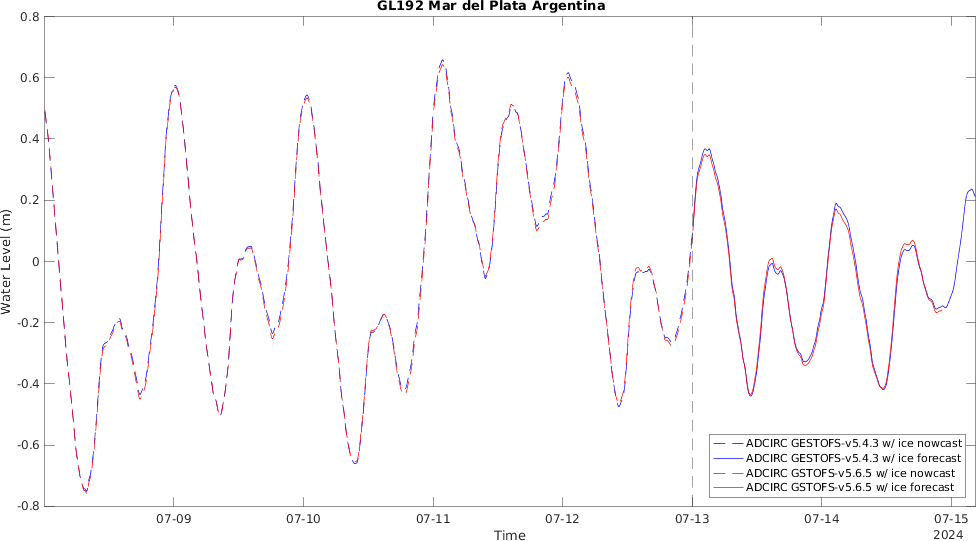 GL192 Mar del Plata Argentina
0.8
0.6
0.4
0.2
0
-0.2
-0.4
-0.6
-0.8
Water Level (m)
07-09
07-10
07-11
07-12
07-13
07-14
07-15
2024
Time
ADCIRC GESTOFS-v5.4.3 w/ ice nowcast
ADCIRC GESTOFS-v5.4.3 w/ ice forecast
ADCIRC GSTOFS-v5.6.5 w/ ice nowcast
ADCIRC GSTOFS-v5.6.5 w/ ice forecast